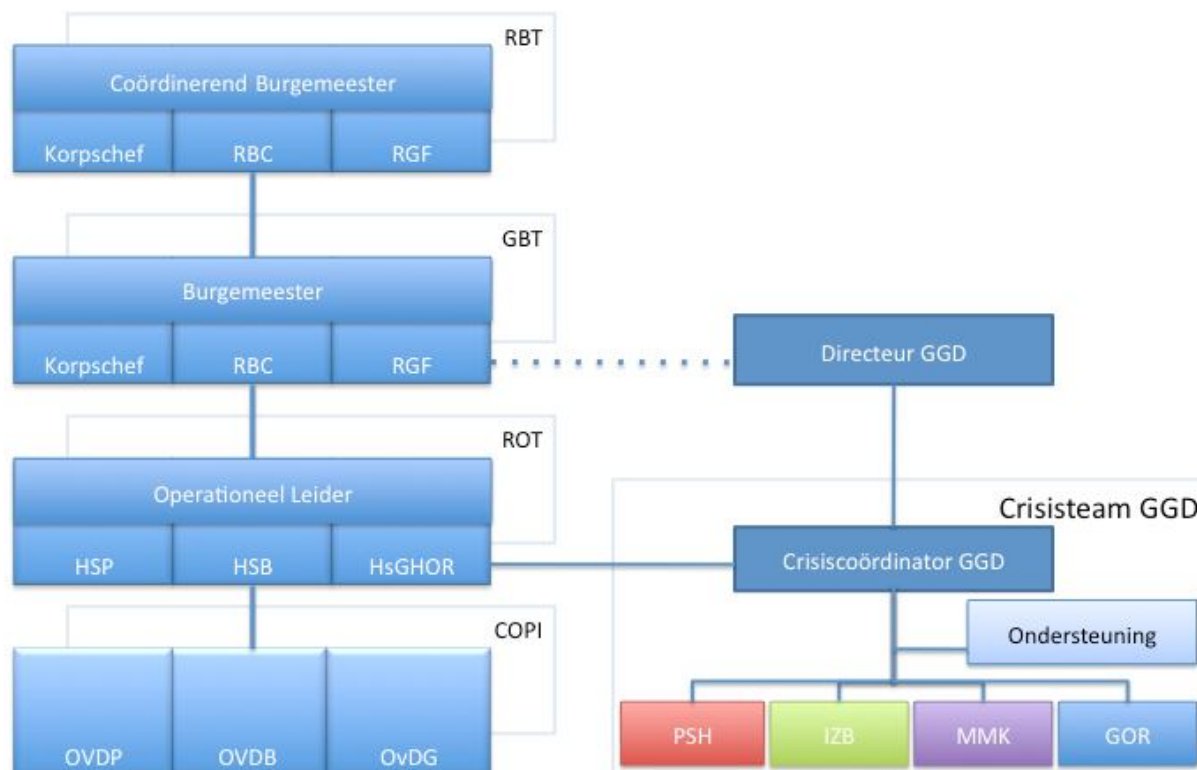 RBT
Coördinerend Burgemeester
Korpschef
RBC
RGF
GBT
Burgemeester
Korpschef
RBC
RGF
Directeur GGD
ROT
Operationeel Leider
HSP
HSB
HsGHOR
Crisisteam GGD
Crisiscoördinator GGD
Ondersteuning
COPI
OVDP
OVDB
OvDG
PSH
IZB
MMK
GOR